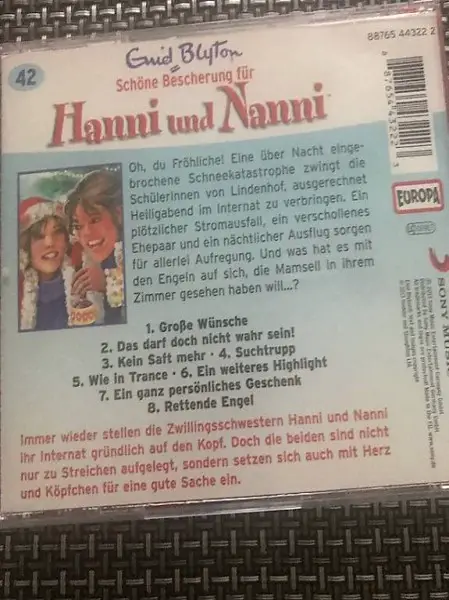 88765 44322 2
Enid Blyton
42
Schöne Bescherung für
Hanni und Nanni
Oh, du Fröhliche! Eine über Nacht einge-
brochene Schneekatastrophe zwingt die
Schülerinnen von Lindenhof, ausgerechnet
Heiligabend im Internat zu verbringen. Ein
plötzlicher Stromausfall, ein verschollenes
Ehepaar und ein nächtlicher Ausflug sorgen
für allerlei Aufregung. Und was hat es mit
den Engeln auf sich, die Mamsell in ihrem
Zimmer gesehen haben will...?
1. Große Wünsche
2. Das darf doch nicht wahr sein!
3. Kein Saft mehr · 4. Suchtrupp
5. Wie in Trance · 6. Ein weiteres Highlight
7. Ein ganz persönliches Geschenk
8. Rettende Engel
Immer wieder stellen die Zwillingsschwestern Hanni und Nanni
ihr Internat gründlich auf den Kopf. Doch die beiden sind nicht
nur zu Streichen aufgelegt, sondern setzen sich auch mit Herz
und Köpfchen für eine gute Sache ein.
EUROPA
SONY MUSIC